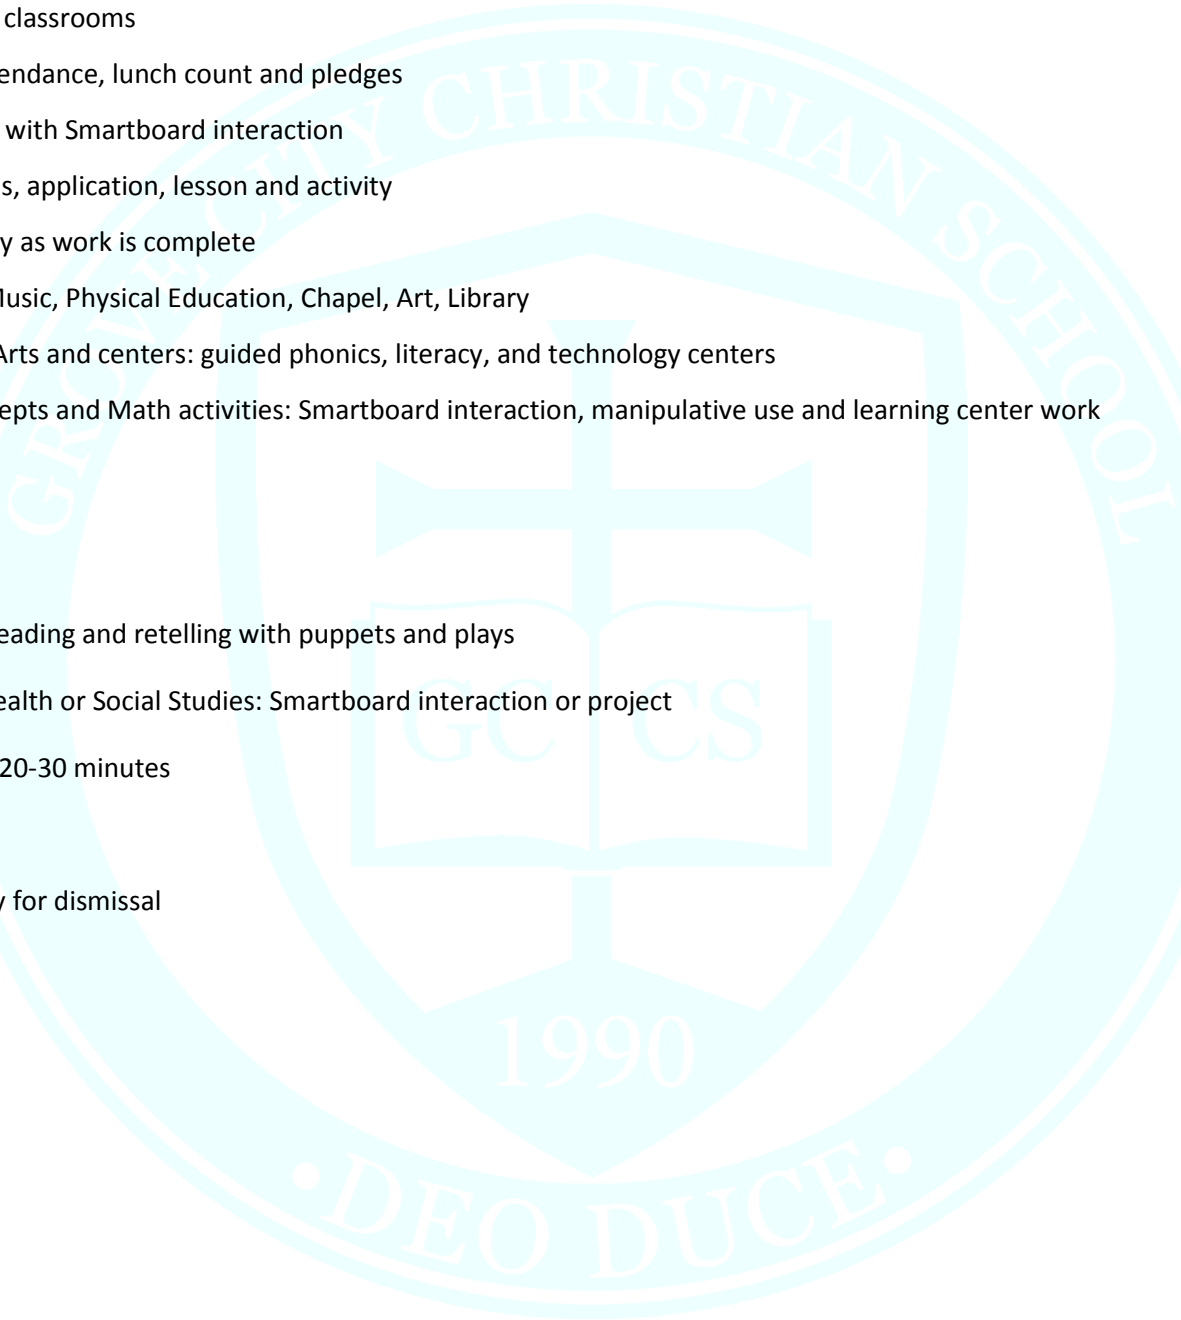 classrooms
endance, lunch count and pledges
with Smartboard interaction
s, application, lesson and activity
y as work is complete
Music, Physical Education, Chapel, Art, Library
Arts and centers: guided phonics, literacy, and technology centers
epts and Math activities: Smartboard interaction, manipulative use and learning center work
eading and retelling with puppets and plays
ealth or Social Studies: Smartboard interaction or project
20-30 minutes
y for dismissal
GROVE CITY CHRISTIAN SCHOOL
GC CS
1990
•DEO DUCE•